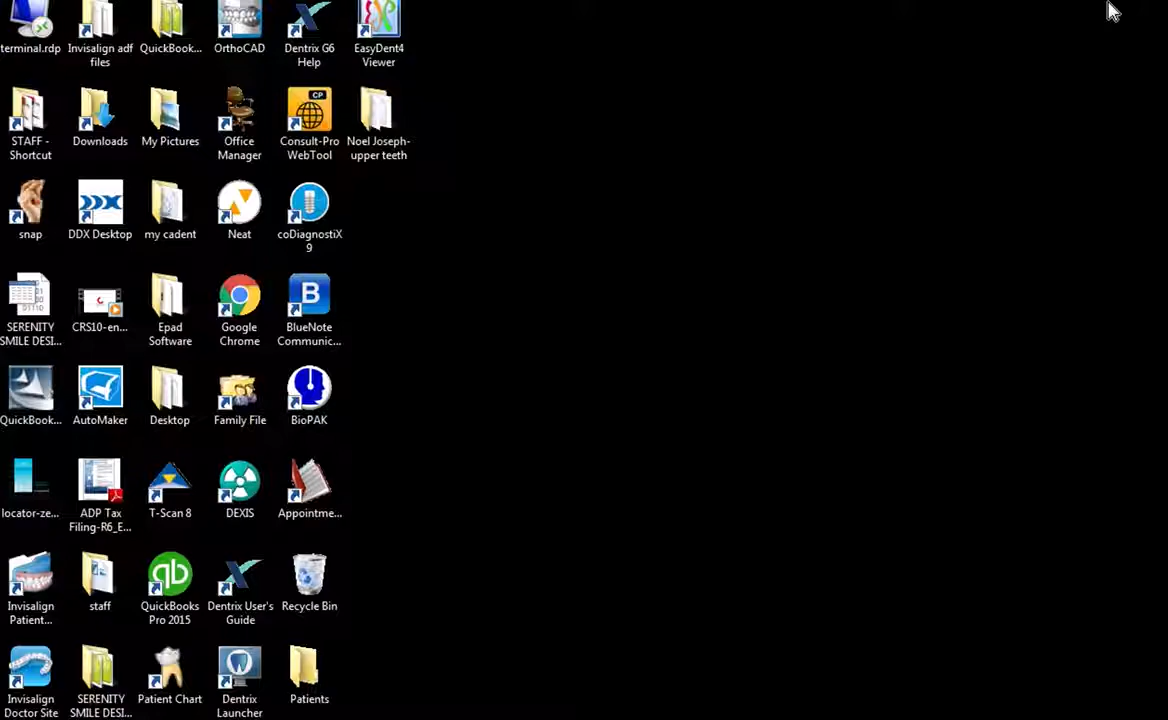 terminal.rdp
Invisalign adf
files
QuickBook...
OrthoCAD
Dentrix G6
Help
EasyDent4
Viewer
STAFF -
Shortcut
Downloads
My Pictures
Office
Manager
CP
Consult-Pro
WebTool
Noel Joseph-
upper teeth
snap
DDX Desktop
my cadent
Neat
coDiagnostiX
9
SERENITY
SMILE DESI...
CRS10-en...
Epad
Software
Google
Chrome
B
BlueNote
Communic...
QuickBook...
AutoMaker
Desktop
Family File
BioPAK
locator-ze...
ADP Tax
Filing-R6_E...
T-Scan 8
DEXIS
Appointme...
Invisalign
Patient...
staff
qb
QuickBooks
Pro 2015
Dentrix User's
Guide
Recycle Bin
Invisalign
Doctor Site
SERENITY
SMILE DESI...
Patient Chart
Dentrix
Launcher
Patients